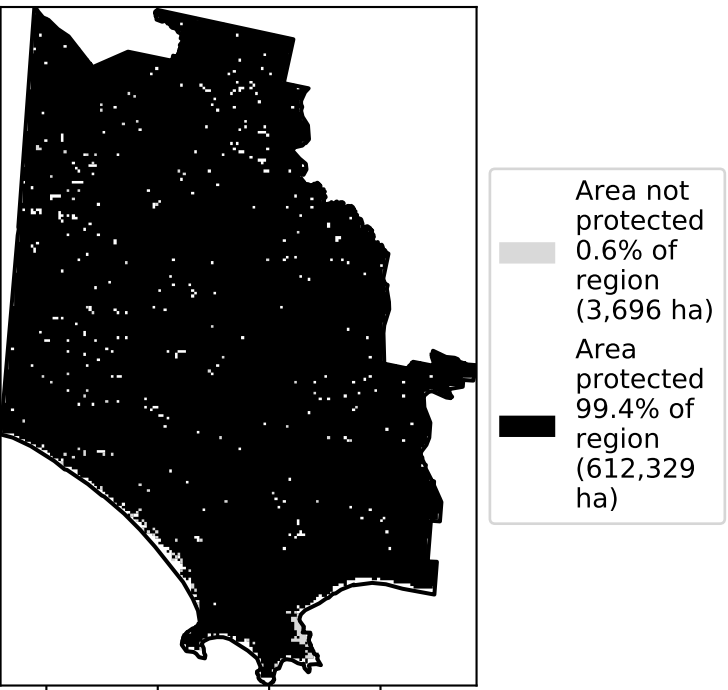 Area not
protected
0.6% of
region
(3,696 ha)
Area
protected
99.4% of
region
(612,329
ha)